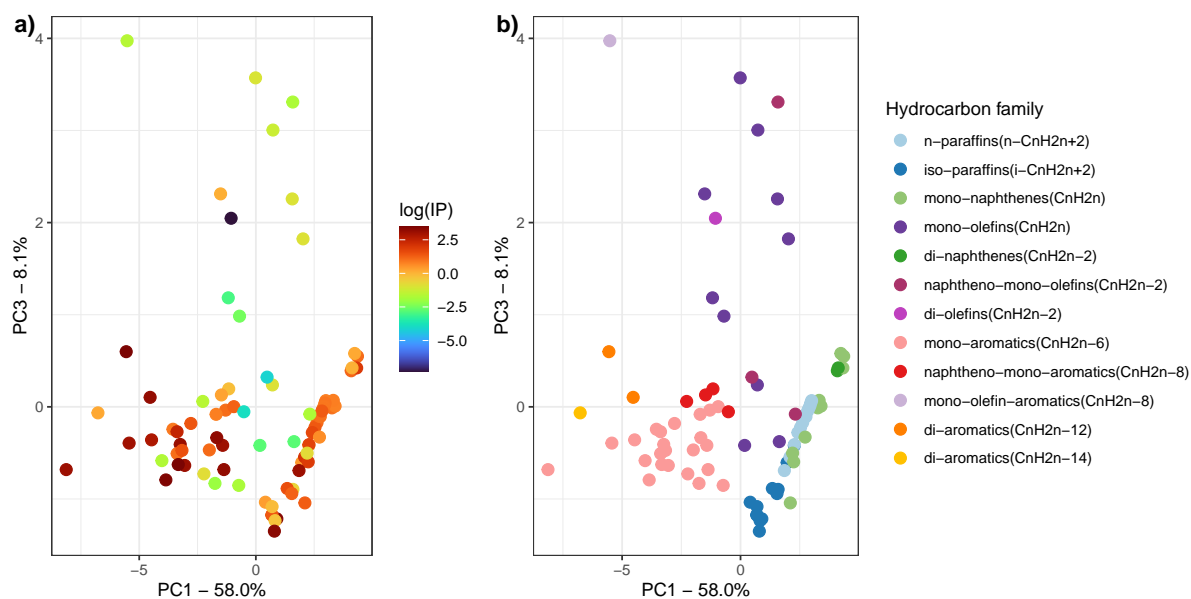 a)
4
2
0
−5
0
PC1 − 58.0%
PC3 − 8.1%
log(IP)
2.5
0.0
−2.5
−5.0
b)
4
2
0
−5
0
PC1 − 58.0%
PC3 − 8.1%
Hydrocarbon family
n−paraffins(n−CnH2n+2)
iso−paraffins(i−CnH2n+2)
mono−naphthenes(CnH2n)
mono−olefins(CnH2n)
di−naphthenes(CnH2n−2)
naphtheno−mono−olefins(CnH2n−2)
di−olefins(CnH2n−2)
mono−aromatics(CnH2n−6)
naphtheno−mono−aromatics(CnH2n−8)
mono−olefin−aromatics(CnH2n−8)
di−aromatics(CnH2n−12)
di−aromatics(CnH2n−14)